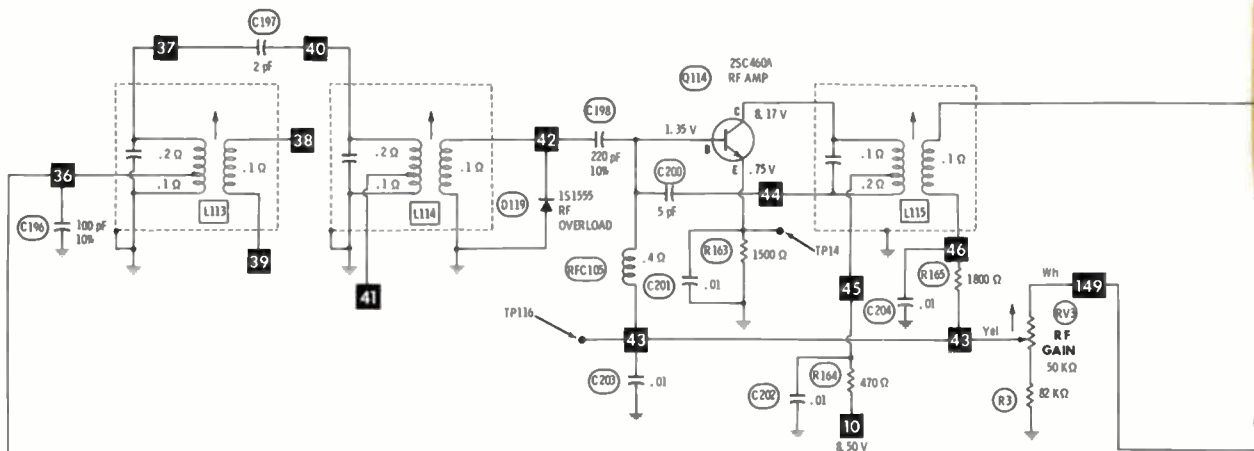 C197
2 pF
37
40
2SC460A
RF AMP
Q114
C
8.17 V
C198
42
220 pF
10%
1.35 V
B
E
.75 V
38
.2 Ω
.1 Ω
.1 Ω
.2 Ω
.1 Ω
.1 Ω
.1 Ω
.2 Ω
.1 Ω
36
C200
5 pF
44
L113
L114
L115
D119
1S1555
RF
OVERLOAD
C196
100 pF
10%
39
41
R163
1500 Ω
TP14
RFC105
.4 Ω
C201
.01
45
46
R165
1800 Ω
C204
.01
Wh
149
RV3
RF
GAIN
50 KΩ
TP116
43
43
Yel
C203
.01
C202
.01
R164
470 Ω
R3
82 KΩ
10
8.50 V